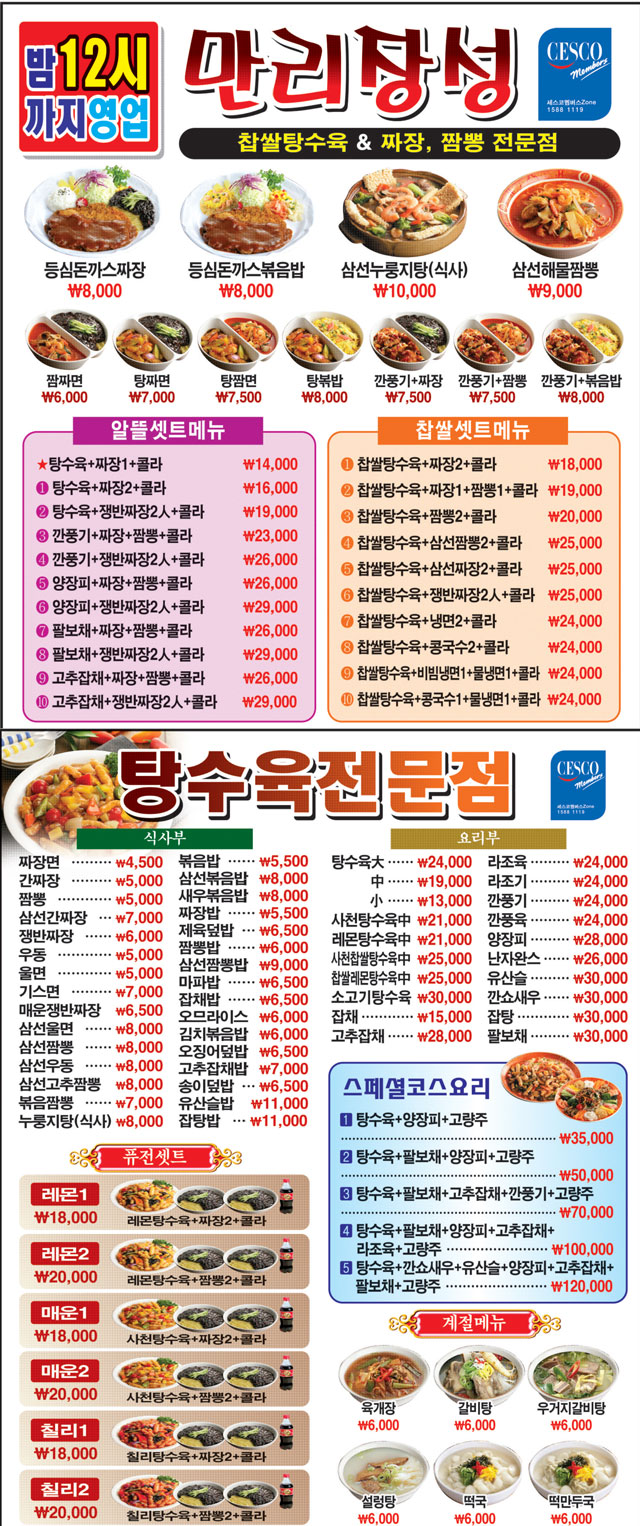 밤12시
까지영업
만리장성
CESCO
Members
세스코멤버스Zone
1588 1119
찹쌀탕수육 & 짜장, 짬뽕 전문점
등심돈까스짜장 등심돈까스볶음밥 삼선누룽지탕(식사) 삼선해물짬뽕
₩8,000 ₩8,000 ₩10,000 ₩9,000
짬짜면 탕짜면 탕짬면 탕볶밥 깐풍기+짜장 깐풍기+짬뽕 깐풍기+볶음밥
₩6,000 ₩7,000 ₩7,500 ₩8,000 ₩7,500 ₩7,500 ₩8,000
알뜰셋트메뉴
★탕수육+짜장1+콜라 ₩14,000
❶ 탕수육+짜장2+콜라 ₩16,000
❷ 탕수육+쟁반짜장2人+콜라 ₩19,000
❸ 깐풍기+짜장+짬뽕+콜라 ₩23,000
❹ 깐풍기+쟁반짜장2人+콜라 ₩26,000
❺ 양장피+짜장+짬뽕+콜라 ₩26,000
❻ 양장피+쟁반짜장2人+콜라 ₩29,000
❼ 팔보채+짜장+짬뽕+콜라 ₩26,000
❽ 팔보채+쟁반짜장2人+콜라 ₩29,000
❾ 고추잡채+짜장+짬뽕+콜라 ₩26,000
❿ 고추잡채+쟁반짜장2人+콜라 ₩29,000
찹쌀셋트메뉴
❶ 찹쌀탕수육+짜장2+콜라 ₩18,000
❷ 찹쌀탕수육+짜장1+짬뽕1+콜라 ₩19,000
❸ 찹쌀탕수육+짬뽕2+콜라 ₩20,000
❹ 찹쌀탕수육+삼선짬뽕2+콜라 ₩25,000
❺ 찹쌀탕수육+삼선짜장2+콜라 ₩25,000
❻ 찹쌀탕수육+쟁반짜장2人+콜라 ₩25,000
❼ 찹쌀탕수육+냉면2+콜라 ₩24,000
❽ 찹쌀탕수육+콩국수2+콜라 ₩24,000
❾ 찹쌀탕수육+비빔냉면1+물냉면1+콜라 ₩24,000
❿ 찹쌀탕수육+콩국수1+물냉면1+콜라 ₩24,000
탕수육전문점
CESCO
Members
세스코멤버스Zone
1588 1119
식사부
짜장면 ₩4,500
간짜장 ₩5,000
짬뽕 ₩5,000
삼선간짜장 ₩7,000
쟁반짜장 ₩6,000
우동 ₩5,000
울면 ₩5,000
기스면 ₩7,000
매운쟁반짜장 ₩6,500
삼선울면 ₩8,000
삼선짬뽕 ₩8,000
삼선우동 ₩8,000
삼선고추짬뽕 ₩8,000
볶음짬뽕 ₩7,000
누룽지탕(식사) ₩8,000
볶음밥 ₩5,500
삼선볶음밥 ₩8,000
새우볶음밥 ₩8,000
짜장밥 ₩5,500
제육덮밥 ₩6,500
짬뽕밥 ₩6,000
삼선짬뽕밥 ₩9,000
마파밥 ₩6,500
잡채밥 ₩6,500
오므라이스 ₩6,000
김치볶음밥 ₩6,000
오징어덮밥 ₩6,500
고추잡채밥 ₩7,000
송이덮밥 ₩6,500
유산슬밥 ₩11,000
잡탕밥 ₩11,000
요리부
탕수육大 ₩24,000
中 ₩19,000
小 ₩13,000
사천탕수육中 ₩21,000
레몬탕수육中 ₩21,000
사천찹쌀탕수육中 ₩25,000
찹쌀레몬탕수육中 ₩25,000
소고기탕수육 ₩30,000
잡채 ₩15,000
고추잡채 ₩28,000
라조육 ₩24,000
라조기 ₩24,000
깐풍기 ₩24,000
깐풍육 ₩24,000
양장피 ₩28,000
난자완스 ₩26,000
유산슬 ₩30,000
깐쇼새우 ₩30,000
잡탕 ₩30,000
팔보채 ₩30,000
스페셜코스요리
1 탕수육+양장피+고량주
₩35,000
2 탕수육+팔보채+양장피+고량주
₩50,000
3 탕수육+팔보채+고추잡채+깐풍기+고량주
₩70,000
4 탕수육+팔보채+양장피+고추잡채+
라조육+고량주 ₩100,000
5 탕수육+깐쇼새우+유산슬+양장피+고추잡채+
팔보채+고량주 ₩120,000
퓨전셋트
레몬1
₩18,000 레몬탕수육+짜장2+콜라
레몬2
₩20,000 레몬탕수육+짬뽕2+콜라
매운1
₩18,000 사천탕수육+짜장2+콜라
매운2
₩20,000 사천탕수육+짬뽕2+콜라
칠리1
₩18,000 칠리탕수육+짜장2+콜라
칠리2
₩20,000 칠리탕수육+짬뽕2+콜라
계절메뉴
육개장 갈비탕 우거지갈비탕
₩6,000 ₩6,000 ₩6,000
설렁탕 떡국 떡만두국
₩6,000 ₩6,000 ₩6,000